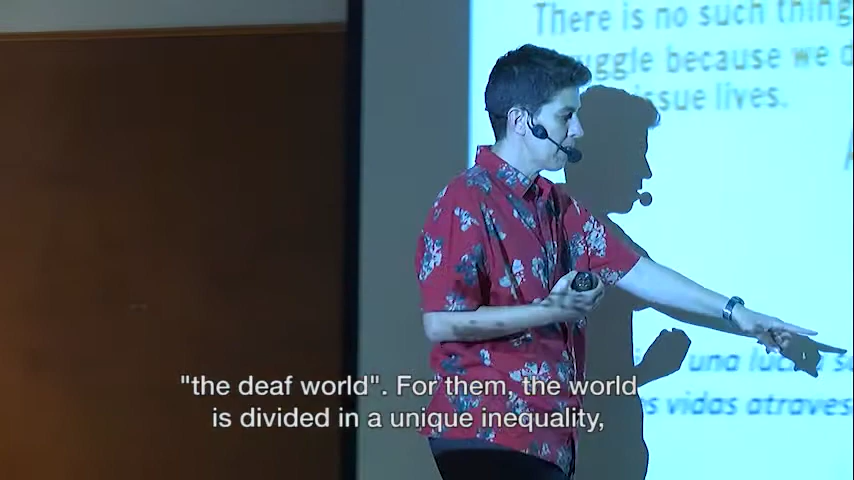 There is no such thing
because we
issue lives.
una lucha
vidas atraves
"the deaf world". For them, the world
is divided in a unique inequality,